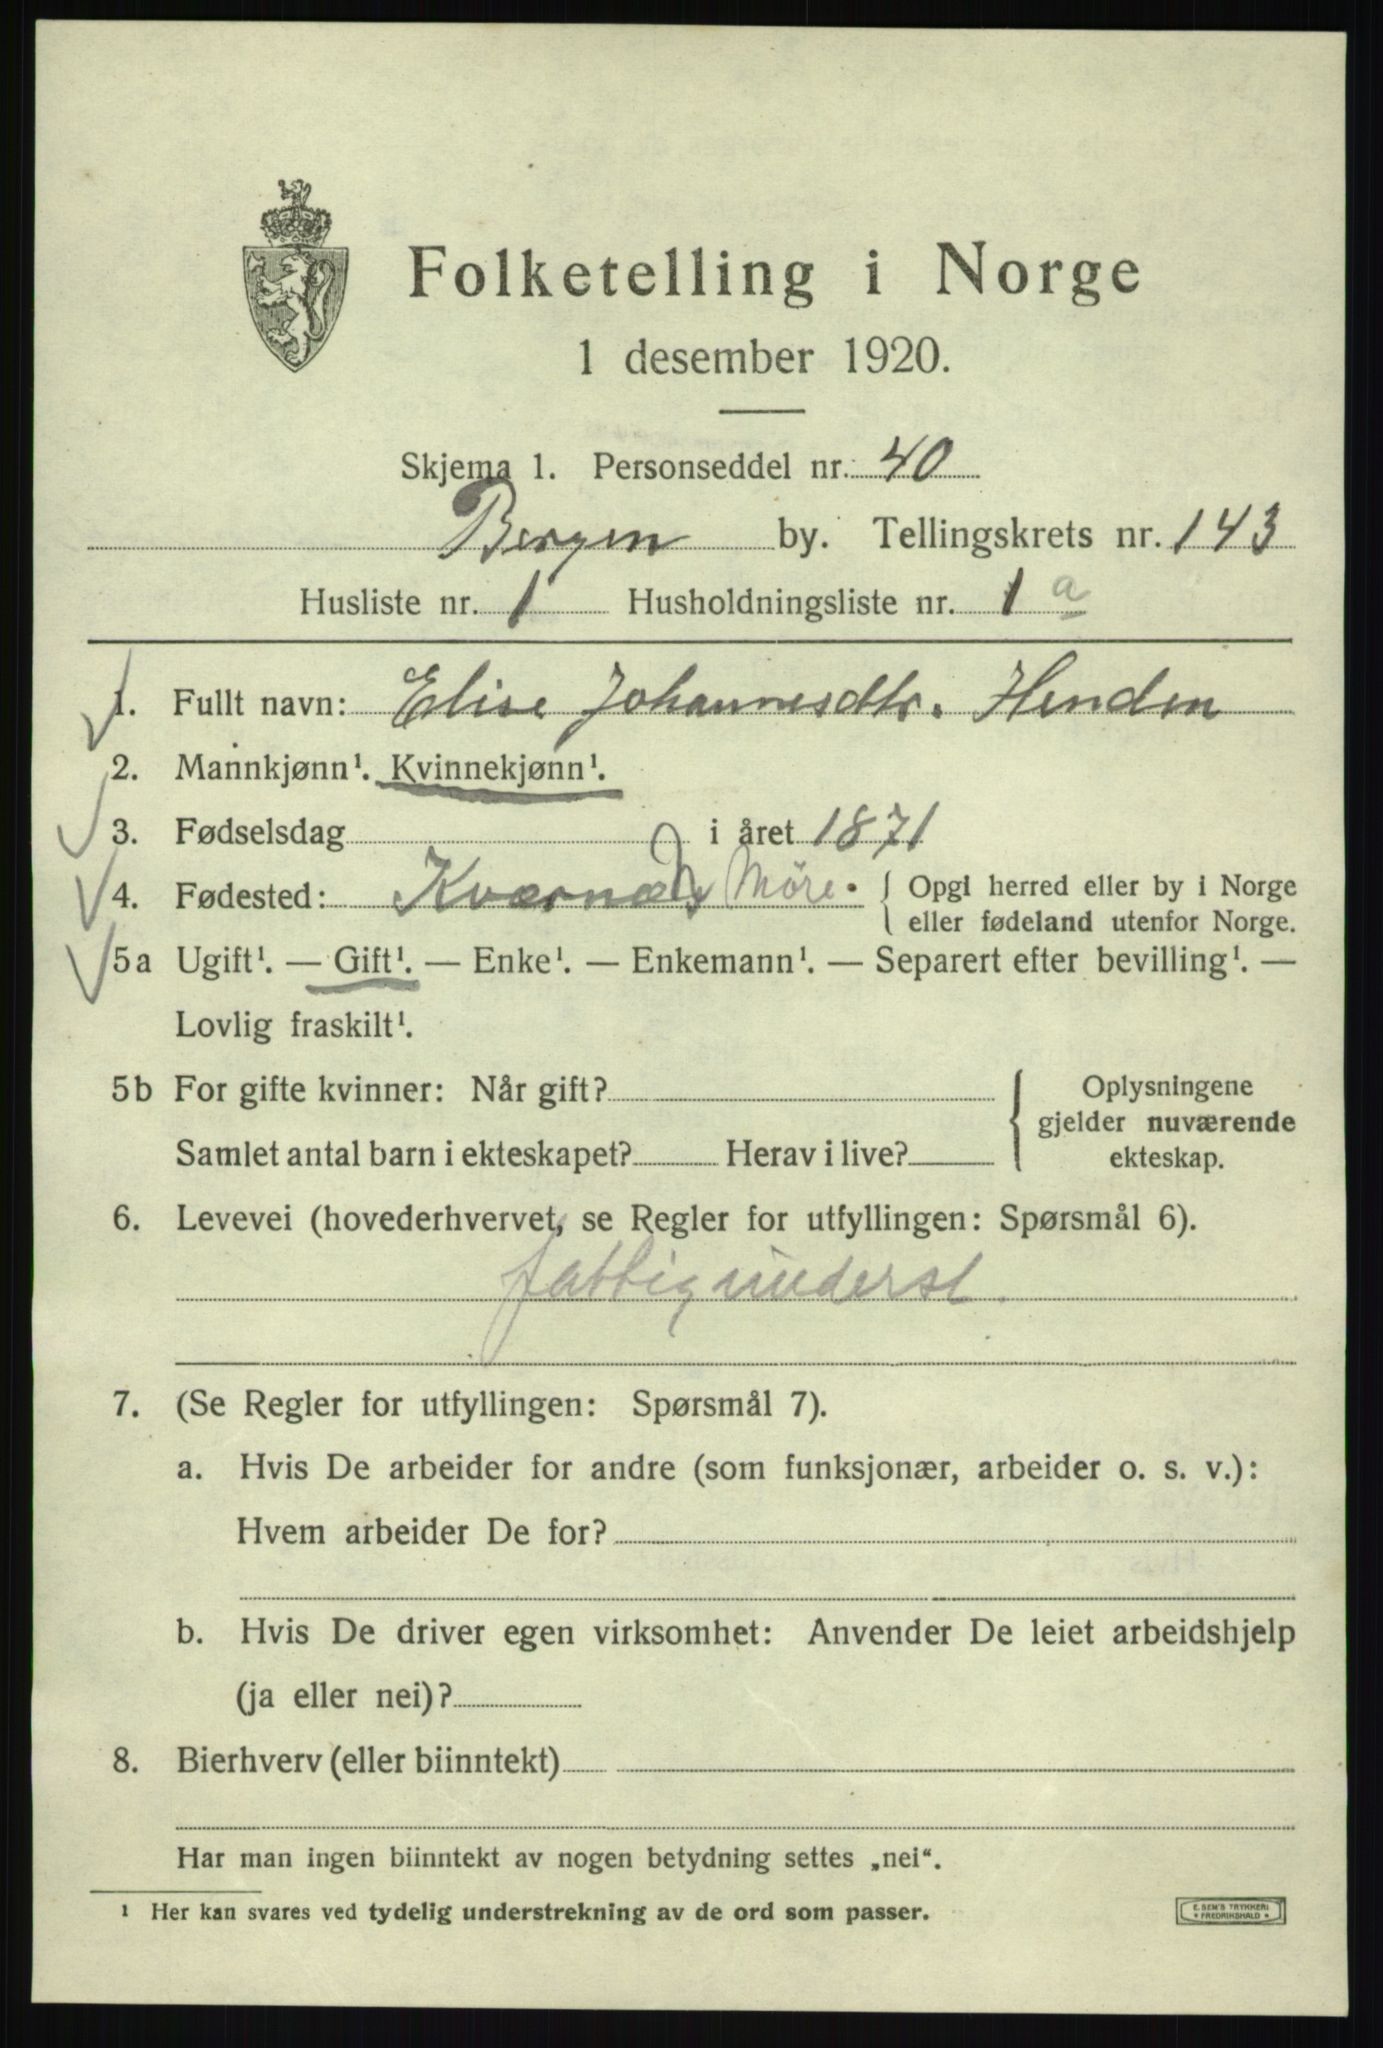 Folketelling i Norge
1 desember 1920.
Skjema 1. Personseddel nr. 40
Bergen by. Tellingskrets nr. 143
Husliste nr. 1 Husholdningsliste nr. 1 a
1. Fullt navn: Elise Johannesdtr. Henden
2. Mannkjønn¹. Kvinnekjønn¹.
3. Fødselsdag i året 1871
4. Fødested: Kværnæs Møre. Opgi herred eller by i Norge
eller fødeland utenfor Norge.
5a Ugift¹. — Gift¹. — Enke¹. — Enkemann¹. — Separert efter bevilling¹. —
Lovlig fraskilt¹.
5b For gifte kvinner: Når gift? Oplysningene
gjelder nuværende
Samlet antal barn i ekteskapet? Herav i live? ekteskap.
6. Levevei (hovederhvervet, se Regler for utfyllingen: Spørsmål 6).
fattigunderst.
7. (Se Regler for utfyllingen: Spørsmål 7).
a. Hvis De arbeider for andre (som funksjonær, arbeider o. s. v.):
Hvem arbeider De for?
b. Hvis De driver egen virksomhet: Anvender De leiet arbeidshjelp
(ja eller nei)?
8. Bierhverv (eller biinntekt)
Har man ingen biinntekt av nogen betydning settes „nei“.
¹ Her kan svares ved tydelig understrekning av de ord som passer.
E. SEM'S TRYKKERI
* FREDRIKSHALD *